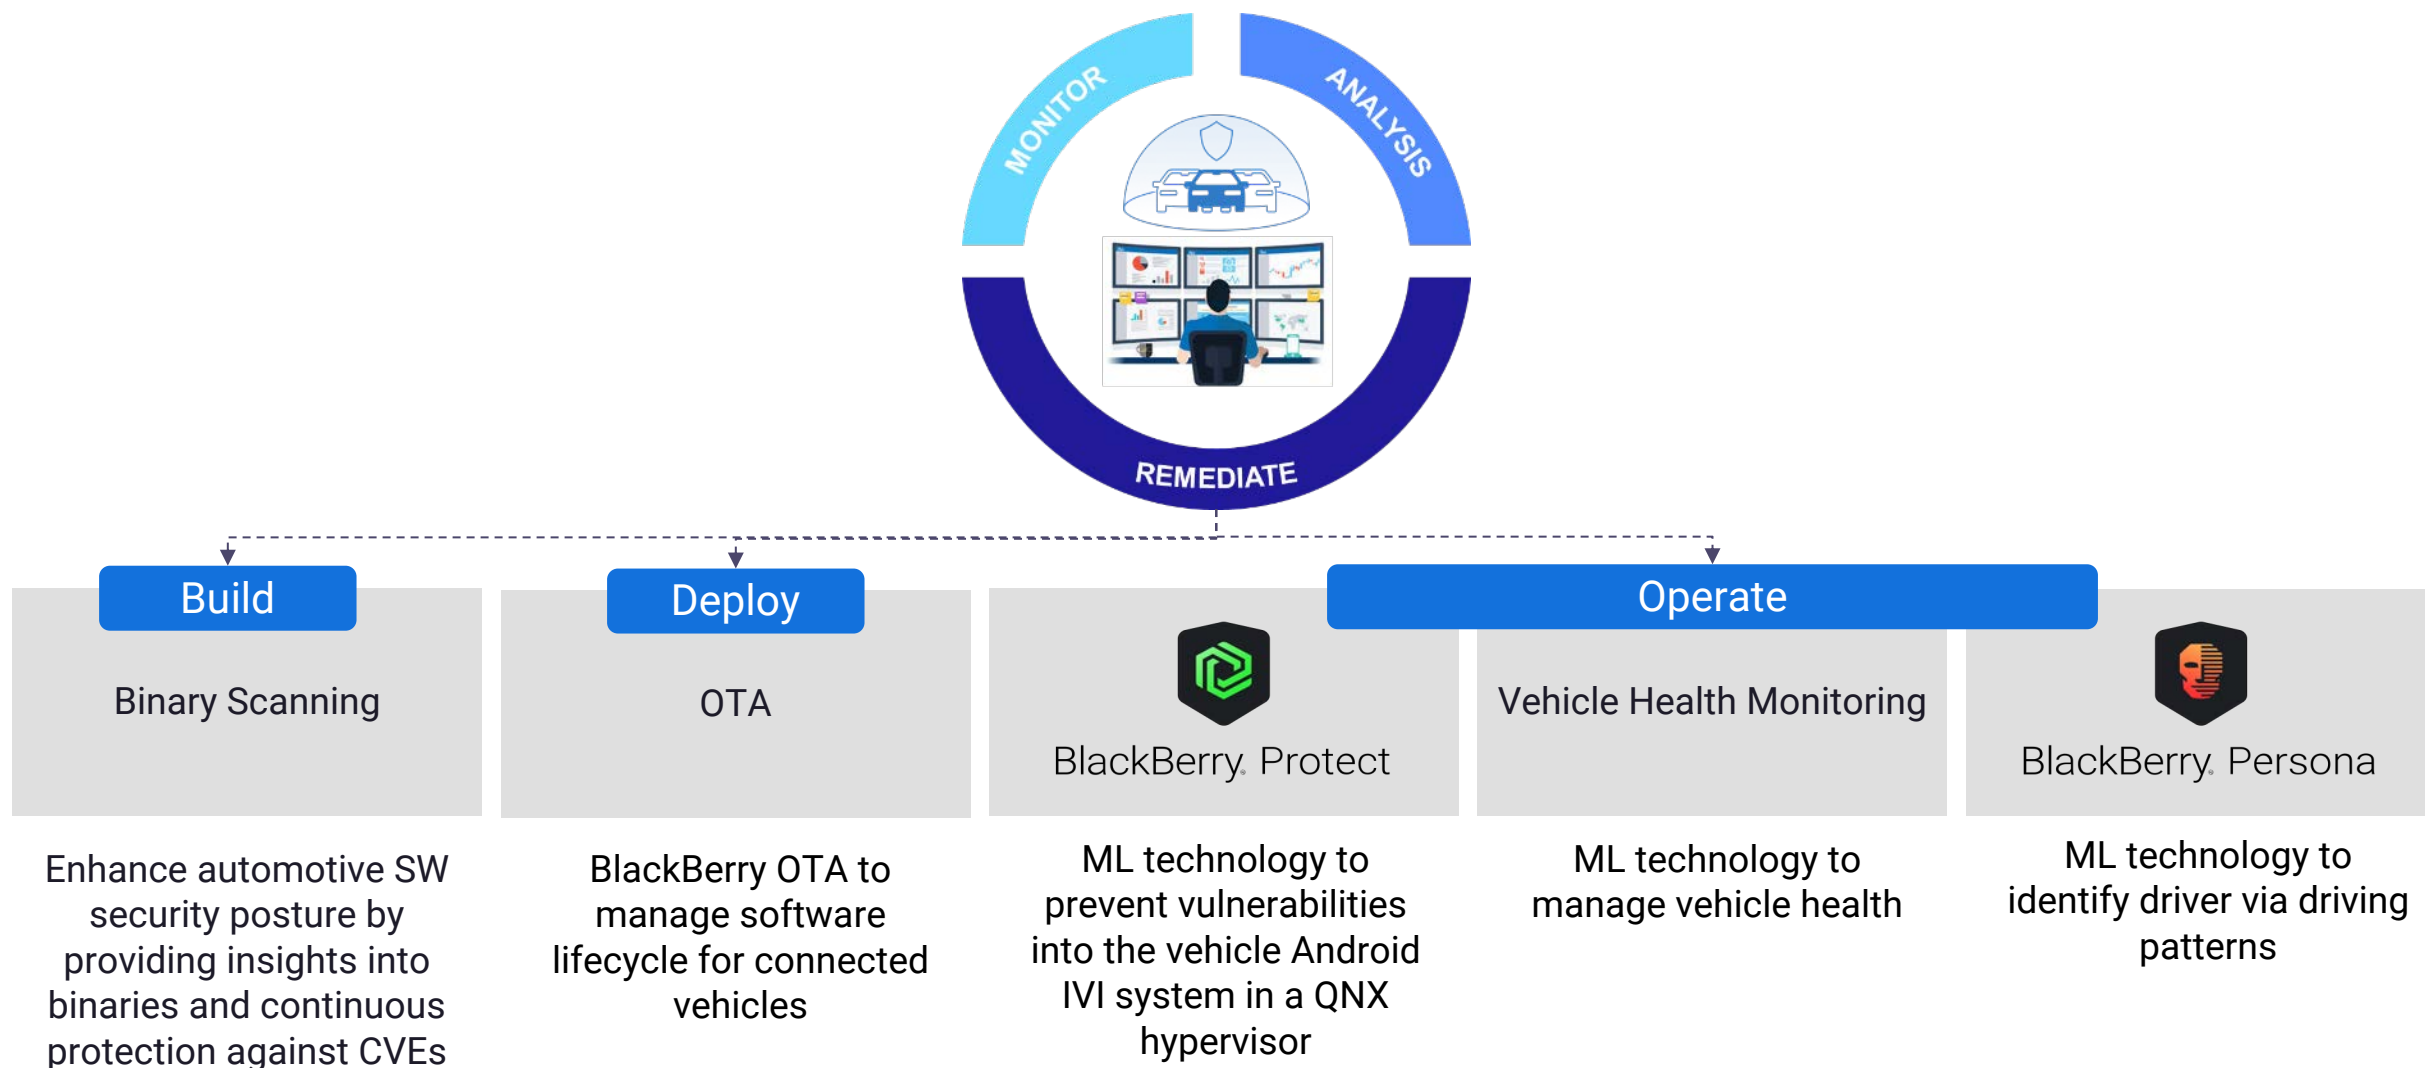 MONITOR
ANALYSIS
REMEDIATE
Build
Deploy
Operate
Binary Scanning
OTA
BlackBerry® Protect
Vehicle Health Monitoring
BlackBerry® Persona
Enhance automotive SW
security posture by
providing insights into
binaries and continuous
protection against CVEs
BlackBerry OTA to
manage software
lifecycle for connected
vehicles
ML technology to
prevent vulnerabilities
into the vehicle Android
IVI system in a QNX
hypervisor
ML technology to
manage vehicle health
ML technology to
identify driver via driving
patterns